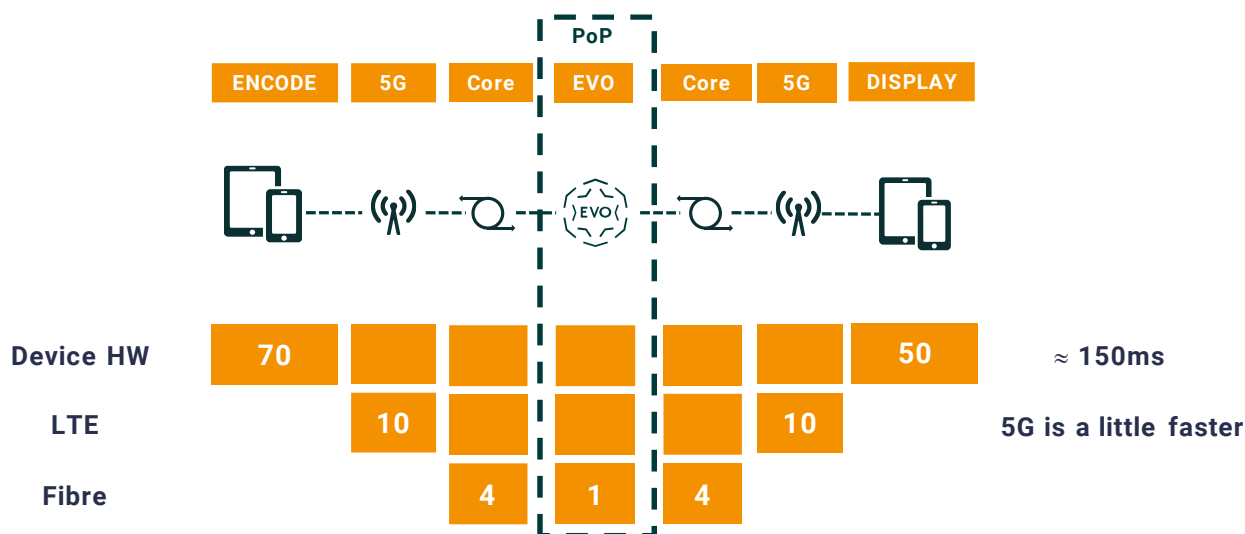 PoP
ENCODE 5G Core EVO Core 5G DISPLAY
EVO
Device HW 70 50 ≈ 150ms
LTE 10 10 5G is a little faster
Fibre 4 1 4